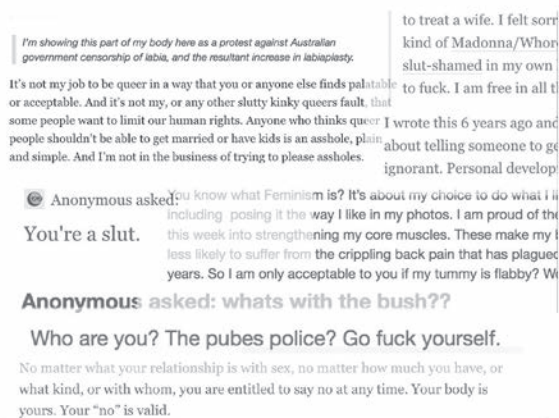 I'm showing this part of my body here as a protest against Australian
government censorship of labia, and the resultant increase in labiaplasty.
It's not my job to be queer in a way that you or anyone else finds palatable
or acceptable. And it's not my, or any other slutty kinky queers fault, that
some people want to limit our human rights. Anyone who thinks queer
people shouldn't be able to get married or have kids is an asshole, plain
and simple. And I'm not in the business of trying to please assholes.
to treat a wife. I felt sorr
kind of Madonna/Whor
slut-shamed in my own
to fuck. I am free in all t
I wrote this 6 years ago and
about telling someone to ge
ignorant. Personal develop
Anonymous asked:
You're a slut.
You know what Feminism is? It's about my choice to do what I li
including posing it the way I like in my photos. I am proud of the
this week into strengthening my core muscles. These make my b
less likely to suffer from the crippling back pain that has plagued
years. So I am only acceptable to you if my tummy is flabby? We
Anonymous asked: whats with the bush??
Who are you? The pubes police? Go fuck yourself.
No matter what your relationship is with sex, no matter how much you have, or
what kind, or with whom, you are entitled to say no at any time. Your body is
yours. Your "no" is valid.